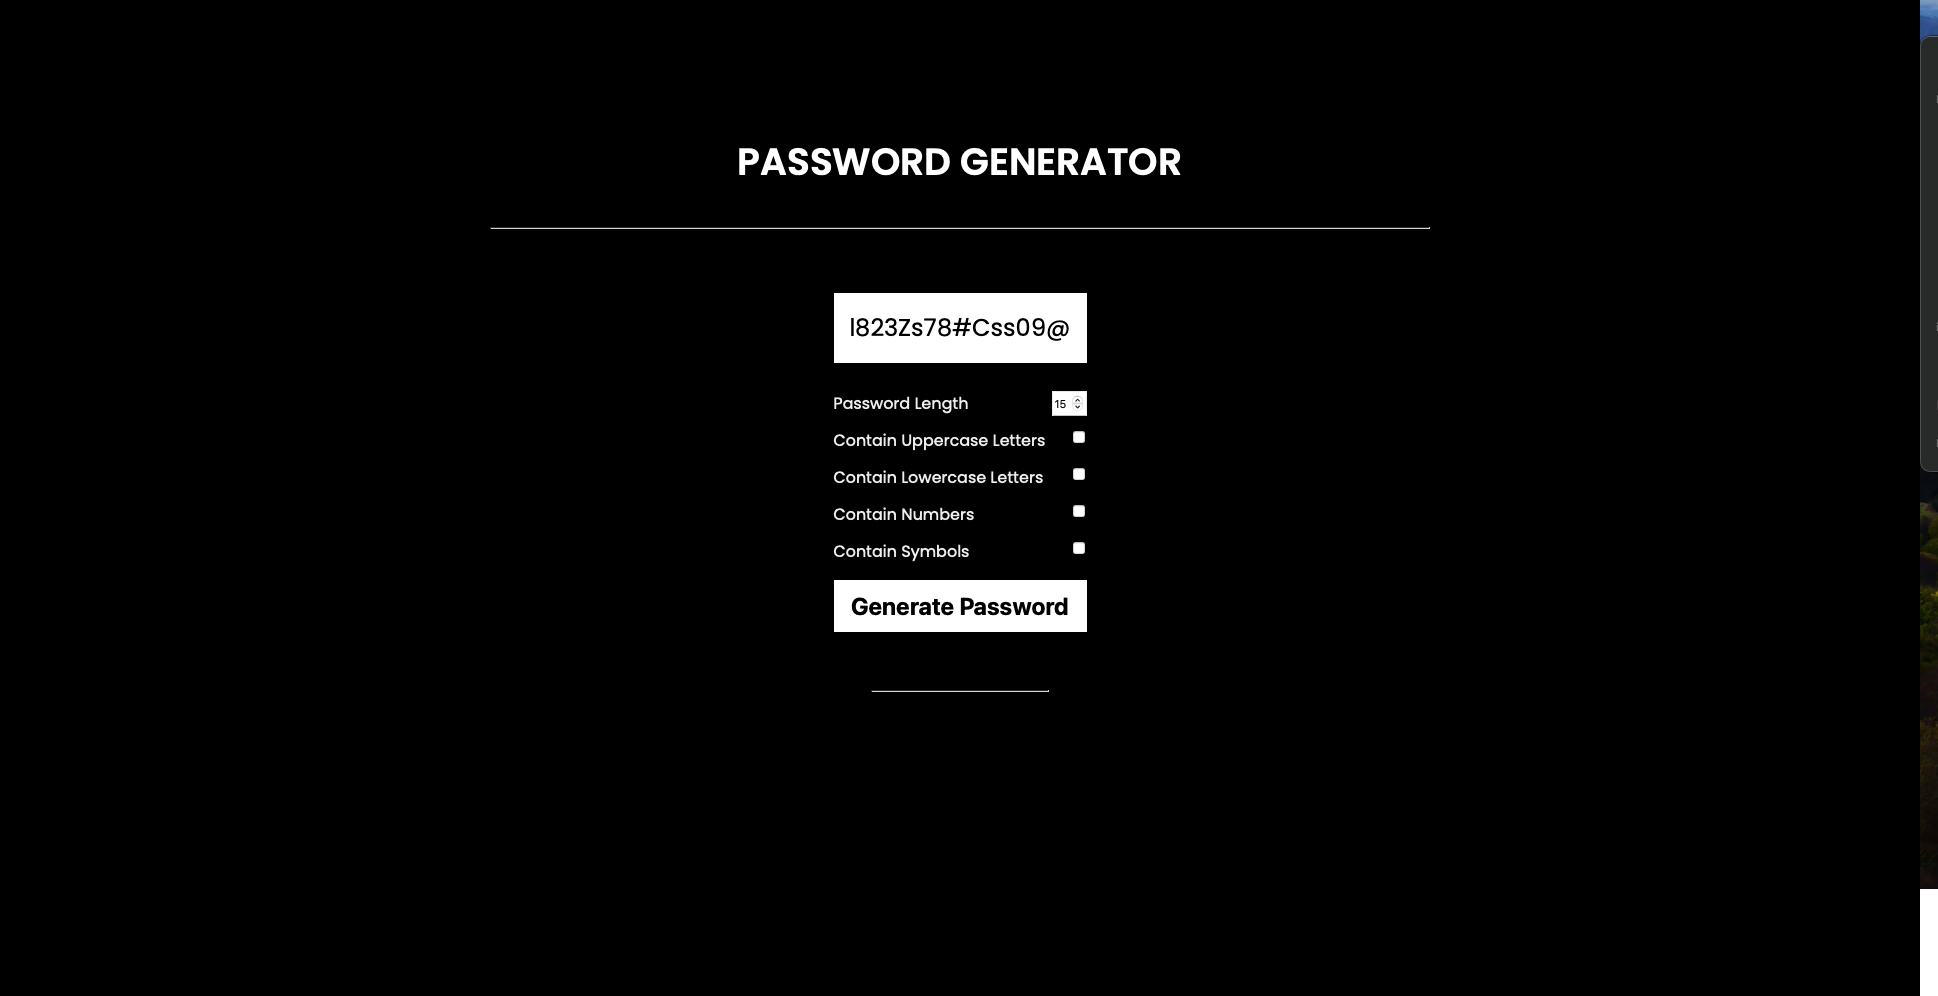 PASSWORD GENERATOR
l823Zs78#Css09@
Password Length 15
Contain Uppercase Letters
Contain Lowercase Letters
Contain Numbers
Contain Symbols
Generate Password